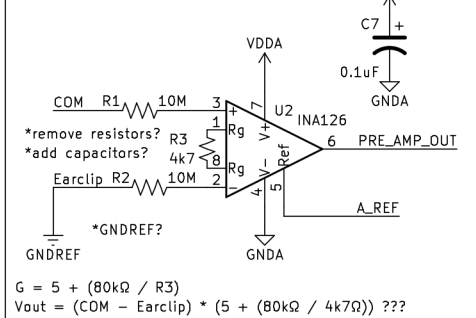 C7 +
VDDA
0.1uF
GNDA
COM R1 10M 3 + 7 V+ U2
INA126
*remove resistors?
1 Rg
R3
6 PRE_AMP_OUT
*add capacitors?
4k7
8 Rg
Earclip R2 10M 2 - 4 V- 5 Ref
*GNDREF?
A_REF
GNDREF
GNDA
G = 5 + (80kΩ / R3)
Vout = (COM - Earclip) * (5 + (80kΩ / 4k7Ω)) ???